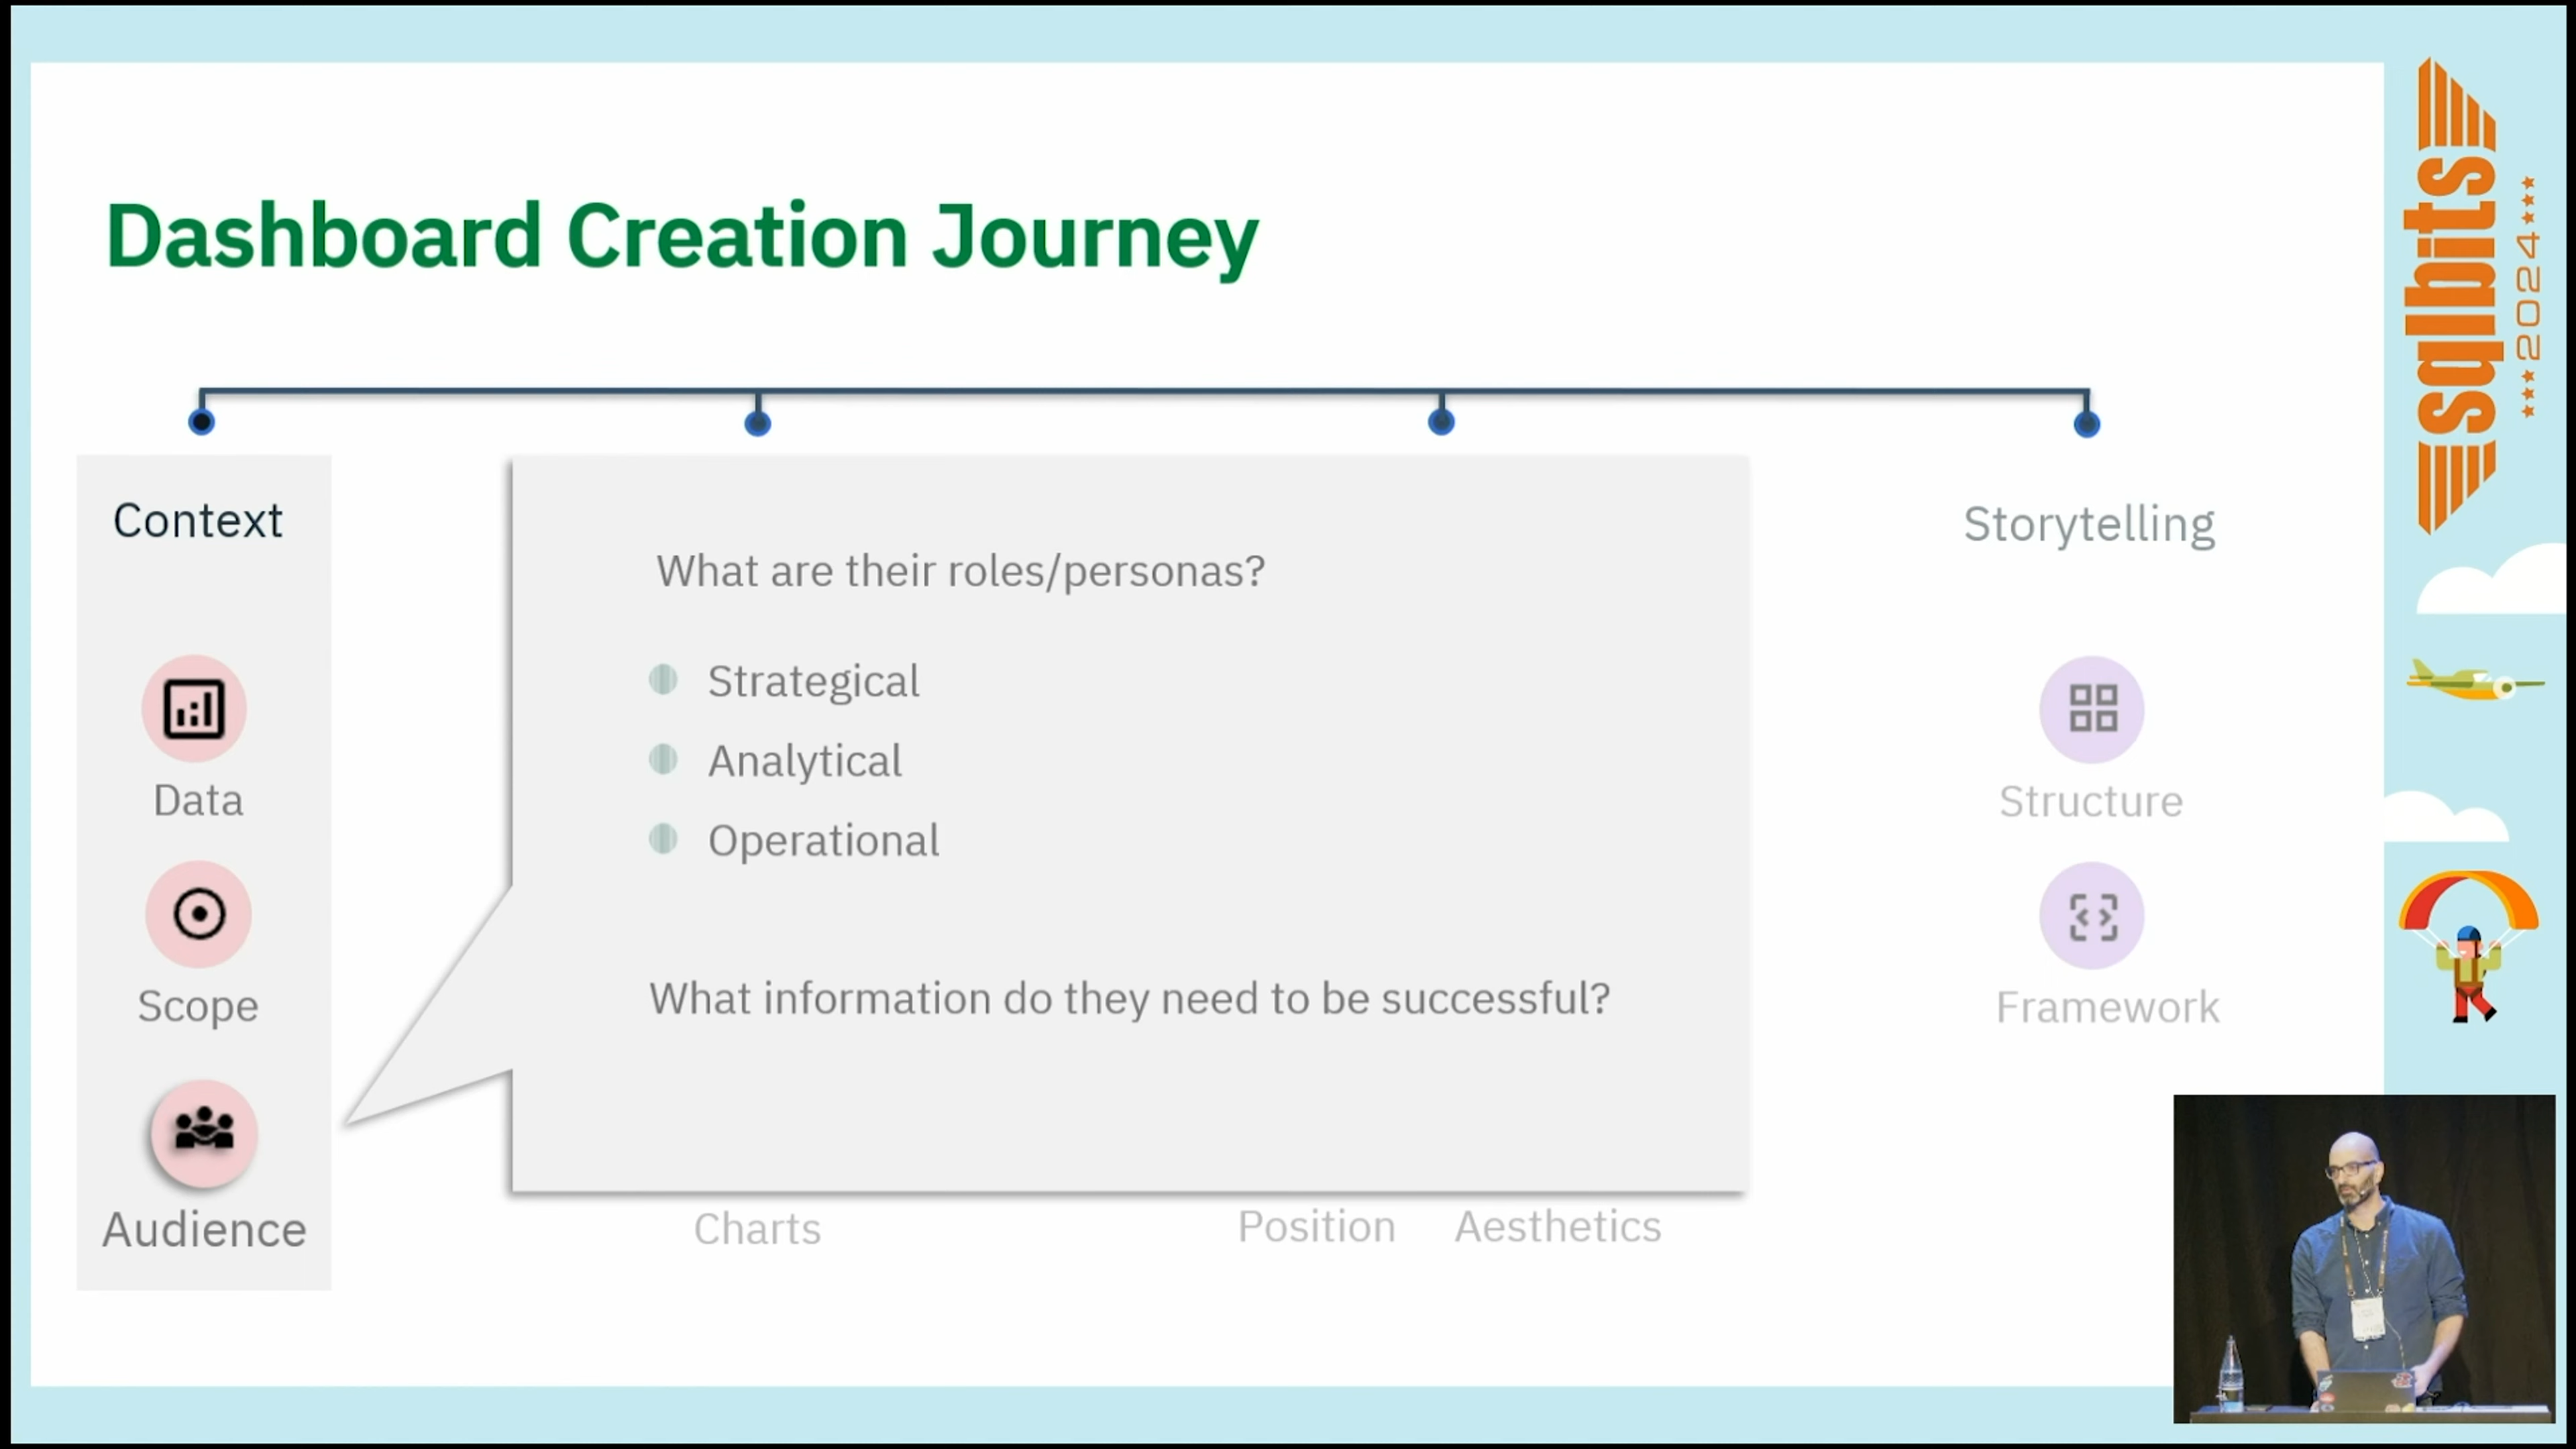 Dashboard Creation Journey
Context
Data
Scope
Audience
What are their roles/personas?
Strategical
Analytical
Operational
What information do they need to be successful?
Charts
Position
Aesthetics
Storytelling
Structure
Framework
sqlbits
2024